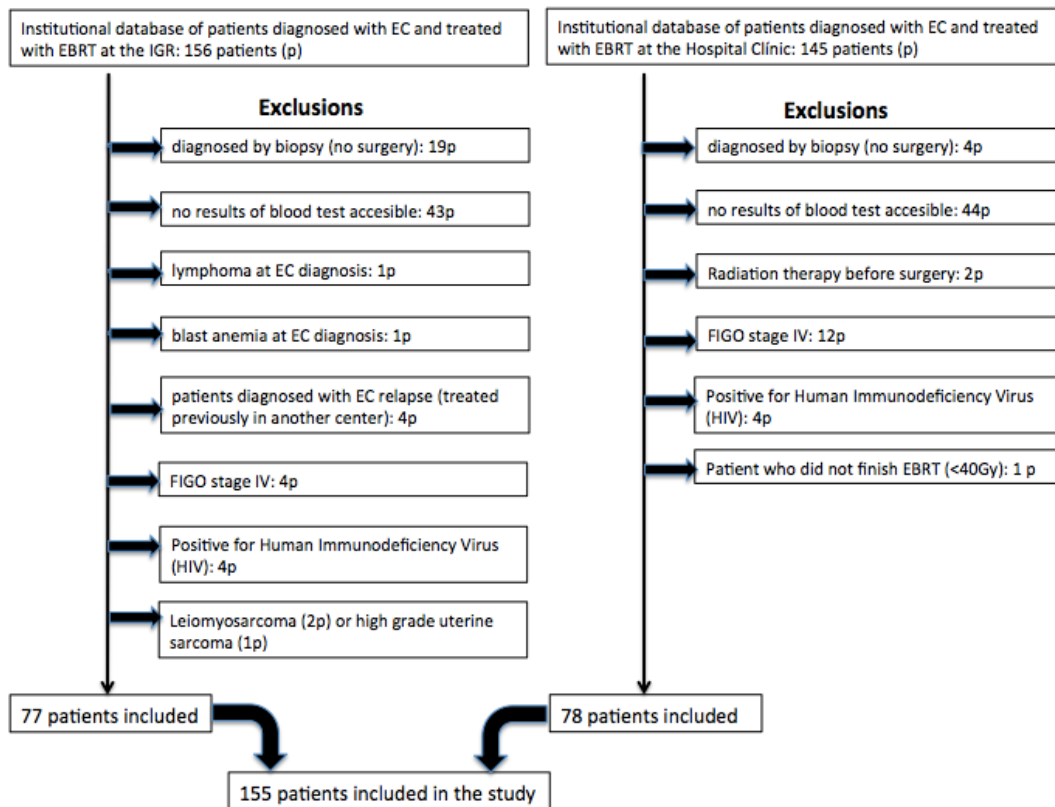 Institutional database of patients diagnosed with EC and treated
with EBRT at the IGR: 156 patients (p)
Exclusions
diagnosed by biopsy (no surgery): 19p
no results of blood test accesible: 43p
lymphoma at EC diagnosis: 1p
blast anemia at EC diagnosis: 1p
patients diagnosed with EC relapse (treated
previously in another center): 4p
FIGO stage IV: 4p
Positive for Human Immunodeficiency Virus
(HIV): 4p
Leiomyosarcoma (2p) or high grade uterine
sarcoma (1p)
77 patients included
Institutional database of patients diagnosed with EC and treated
with EBRT at the Hospital Clínic: 145 patients (p)
Exclusions
diagnosed by biopsy (no surgery): 4p
no results of blood test accesible: 44p
Radiation therapy before surgery: 2p
FIGO stage IV: 12p
Positive for Human Immunodeficiency Virus
(HIV): 4p
Patient who did not finish EBRT (<40Gy): 1 p
78 patients included
155 patients included in the study